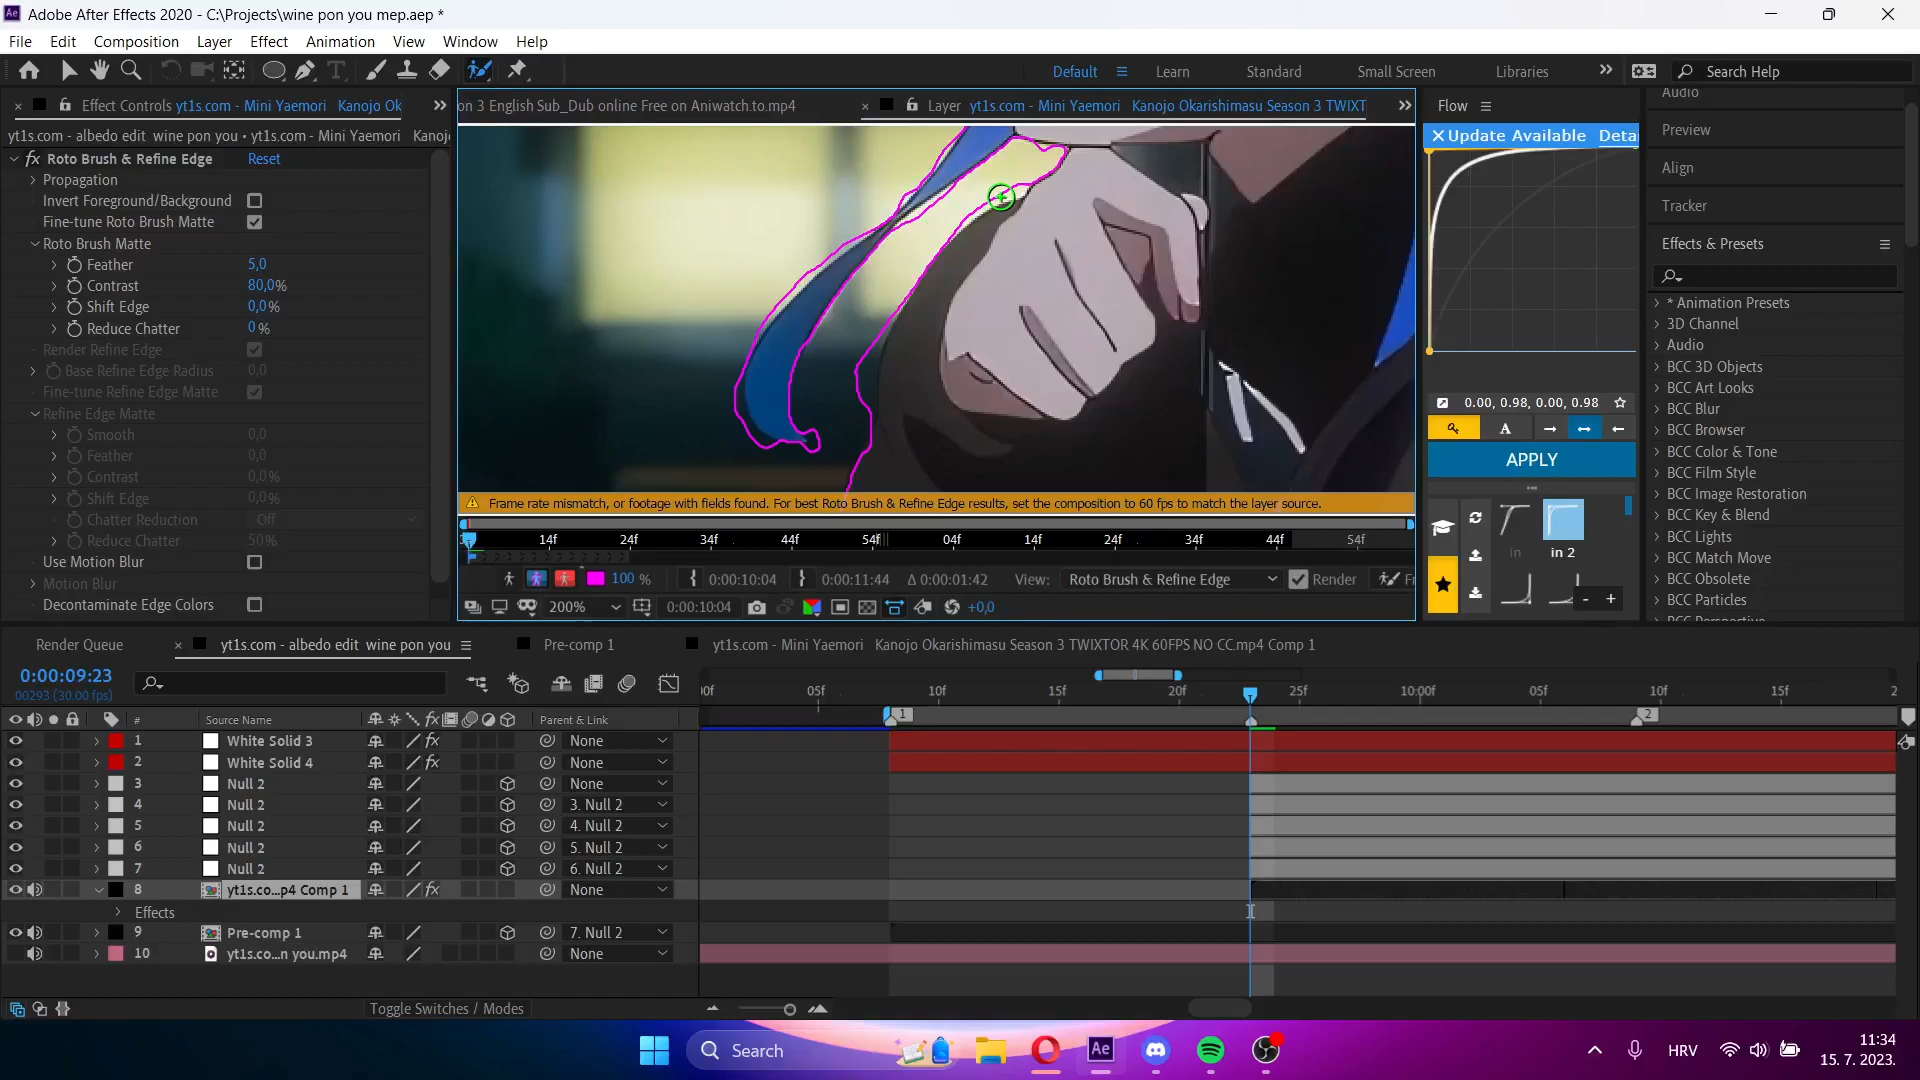 Adobe After Effects 2020 - C:\Projects\wine pon you mep.aep *
File Edit Composition Layer Effect Animation View Window Help
Default Learn Standard Small Screen Libraries Search Help
Effect Controls yt1s.com - Mini Yaemori Kanojo Ok
on 3 English Sub_Dub online Free on Aniwatch.to.mp4
Layer yt1s.com - Mini Yaemori Kanojo Okarishimasu Season 3 TWIXT
Flow
Audio
yt1s.com - albedo edit wine pon you • yt1s.com - Mini Yaemori Kanoj
Update Available Detai
Preview
Roto Brush & Refine Edge Reset
Propagation
Align
Invert Foreground/Background
Fine-tune Roto Brush Matte
Tracker
Roto Brush Matte
Effects & Presets
Feather 5,0
Contrast 80,0%
Shift Edge 0,0%
Reduce Chatter 0%
Render Refine Edge
Base Refine Edge Radius 0,0
Fine-tune Refine Edge Matte
Refine Edge Matte
Smooth 0,0
Feather 0,0
Contrast 0,0%
Shift Edge 0,0%
Chatter Reduction Off
Reduce Chatter 50%
Use Motion Blur
Motion Blur
Decontaminate Edge Colors
Frame rate mismatch, or footage with fields found. For best Roto Brush & Refine Edge results, set the composition to 60 fps to match the layer source.
14f 24f 34f 44f 54f 04f 14f 24f 44f 54f
100 % 0:00:10:04 0:00:11:44 Δ 0:00:01:42 View: Roto Brush & Refine Edge Render Fr
200% 0:00:10:04 +0,0
0.00, 0.98, 0.00, 0.98
A
APPLY
In in 2
- +
* Animation Presets
3D Channel
Audio
BCC 3D Objects
BCC Art Looks
BCC Blur
BCC Browser
BCC Color & Tone
BCC Film Style
BCC Image Restoration
BCC Key & Blend
BCC Lights
BCC Match Move
BCC Obsolete
BCC Particles
BCC Perspective
Render Queue yt1s.com - albedo edit wine pon you Pre-comp 1 yt1s.com - Mini Yaemori Kanojo Okarishimasu Season 3 TWIXTOR 4K 60FPS NO CC.mp4 Comp 1
0:00:09:23
00293 (30.00 fps)
00f 05f 10f 15f 20f 25f 10:00f 05f 10f 15f 2
# Source Name fx Parent & Link
1 2
1 White Solid 3 fx None
2 White Solid 4 fx None
3 Null 2 None
4 Null 2 3. Null 2
5 Null 2 4. Null 2
6 Null 2 5. Null 2
7 Null 2 6. Null 2
8 yt1s.co...p4 Comp 1 fx None
Effects
9 Pre-comp 1 7. Null 2
10 yt1s.co...n you.mp4 None
Toggle Switches / Modes
Search
Ae
HRV
11:34
15. 7. 2023.